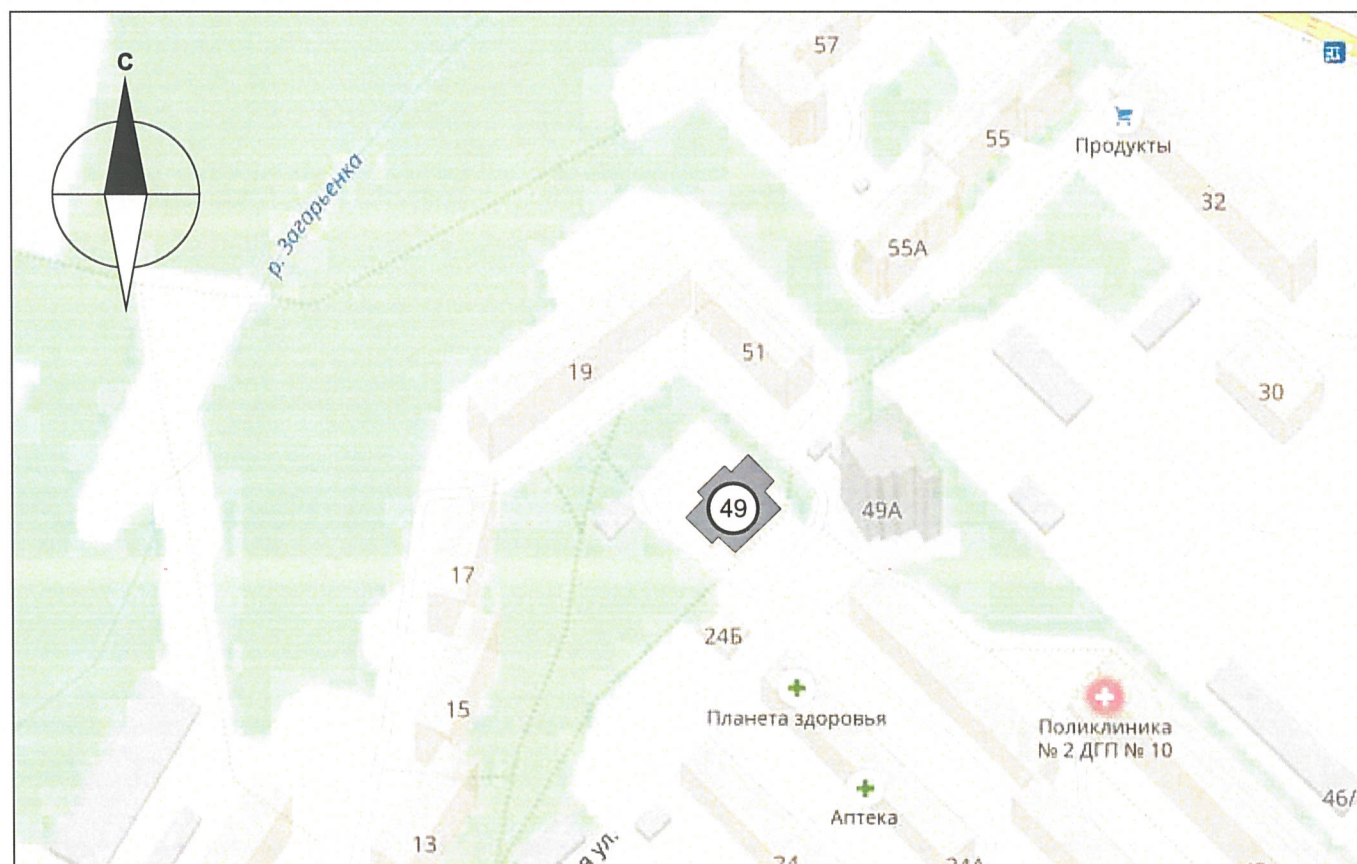 57
С
55
Продукты
р. Загорьенка
32
55А
51
19
30
49
49А
17
24Б
15
Планета здоровья
Поликлиника
№ 2 ДГП № 10
Аптека
13
ул.